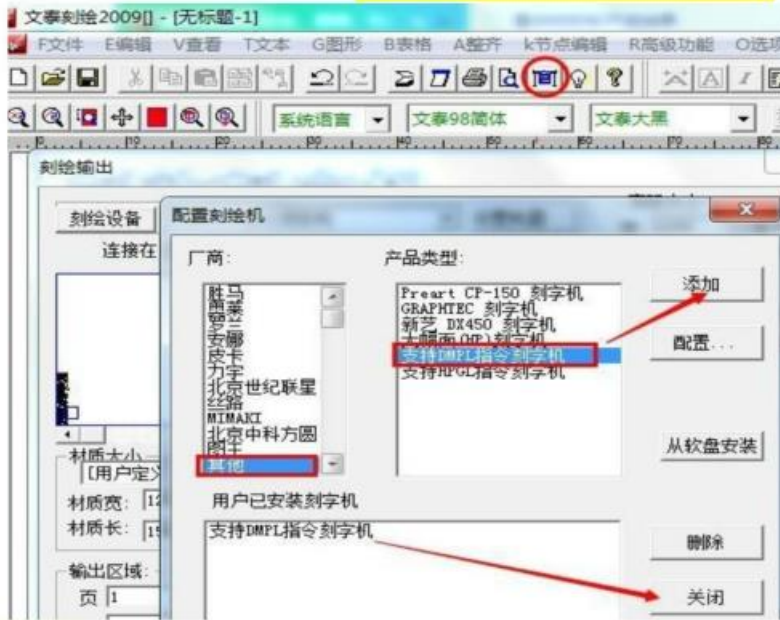 文泰刻绘2009[] - [无标题-1]
F文件 E编辑 V查看 T文本 G图形 B表格 A整齐 k节点编辑 R高级功能 O选项
系统语言 文泰98简体 文泰大黑
刻绘输出
刻绘设备
连接在
配置刻绘机
厂商:
产品类型:
胜马
罗兰
安娜
皮卡
力宇
北京世纪联星
丝路
MIMAKI
北京中科方圆
图王
其他
Preart CP-150 刻字机
GRAPHTEC 刻字机
新艺 DX450 刻字机
大幅面(HP)刻字机
支持DMPL指令刻字机
支持HPGL指令刻字机
添加
配置...
从软盘安装
材质大小
[用户定义
材质宽: 12
材质长: 15
用户已安装刻字机
支持DMPL指令刻字机
删除
关闭
输出区域:
页 1